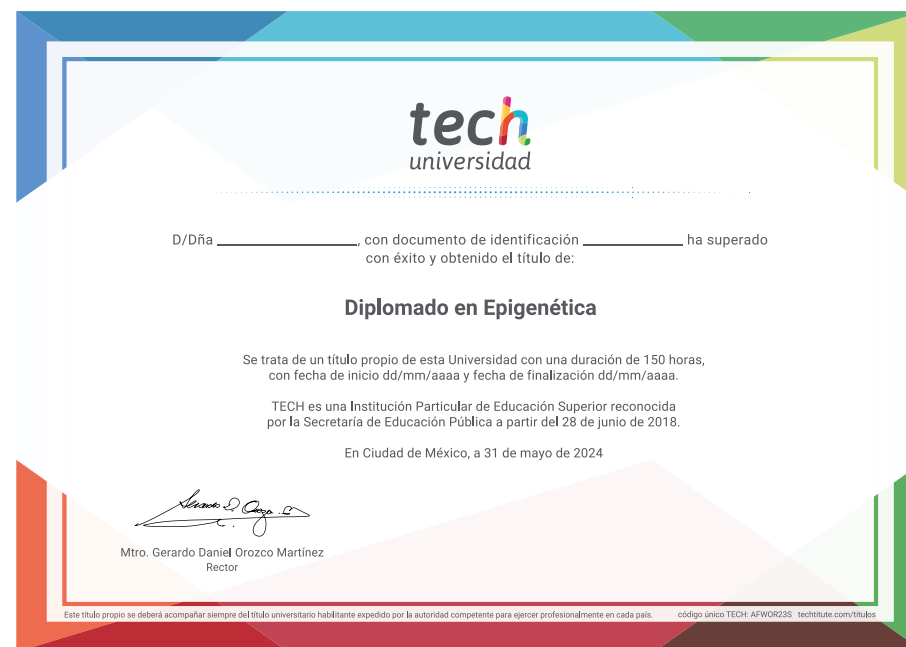 tech
universidad
D/Dña ____________________, con documento de identificación ______________ ha superado
con éxito y obtenido el título de:
Diplomado en Epigenética
Se trata de un título propio de esta Universidad con una duración de 150 horas,
con fecha de inicio dd/mm/aaaa y fecha de finalización dd/mm/aaaa.
TECH es una Institución Particular de Educación Superior reconocida
por la Secretaría de Educación Pública a partir del 28 de junio de 2018.
En Ciudad de México, a 31 de mayo de 2024
Mtro. Gerardo Daniel Orozco Martínez
Rector
Este título propio se deberá acompañar siempre del título universitario habilitante expedido por la autoridad competente para ejercer profesionalmente en cada país. código único TECH: AFWOR23S techtitute.com/titulos